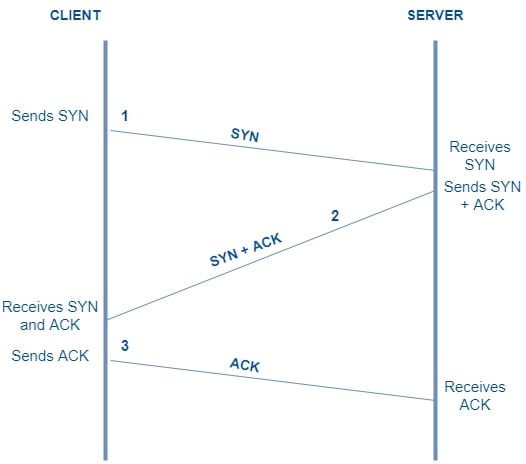 CLIENT
SERVER
Sends SYN
1
SYN
Receives
SYN
Sends SYN
+ ACK
2
SYN + ACK
Receives SYN
and ACK
Sends ACK
3
ACK
Receives
ACK